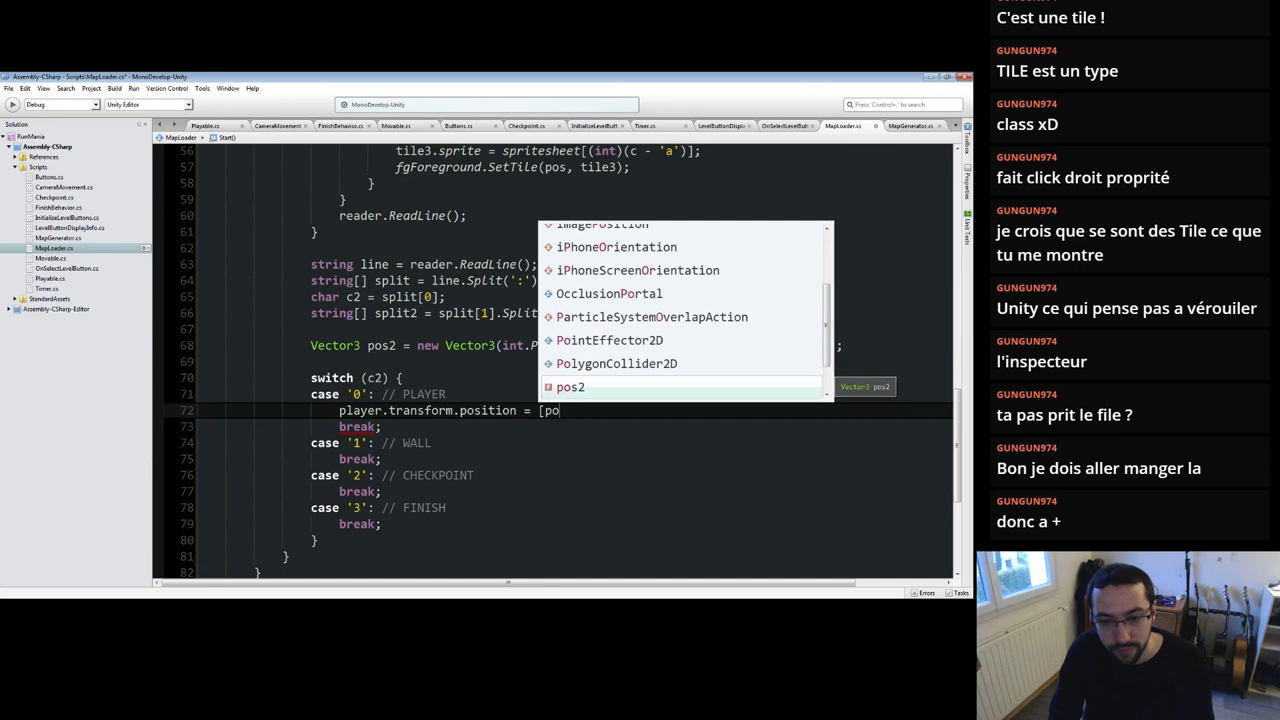 Assembly-CSharp - Scripts\MapLoader.cs* - MonoDevelop-Unity
File Edit View Search Project Build Run Version Control Tools Window Help
Debug
Unity Editor
MonoDevelop-Unity
Press 'Control+,' to search
Solution
Playable.cs
CameraMovement
FinishBehavior.cs
Movable.cs
Buttons.cs
Checkpoint.cs
InitializeLevelButt
Timer.cs
LevelButtonDispla
OnSelectLevelButt
MapLoader.cs
MapGenerator.cs
MapLoader
Start()
RunMania
Assembly-CSharp
References
Scripts
Buttons.cs
CameraMovement.cs
Checkpoint.cs
FinishBehavior.cs
InitializeLevelButtons.cs
LevelButtonDisplayInfo.cs
MapGenerator.cs
MapLoader.cs
Movable.cs
OnSelectLevelButton.cs
Playable.cs
Timer.cs
StandardAssets
Assembly-CSharp-Editor
56 tile3.sprite = spritesheet[(int)(c - 'a')];
57 fgForeground.SetTile(pos, tile3);
58 }
59 }
60 reader.ReadLine();
61 }
62
63 string line = reader.ReadLine();
64 string[] split = line.Split(':')
65 char c2 = split[0];
66 string[] split2 = split[1].Split
67
68 Vector3 pos2 = new Vector3(int.P ;
69
70 switch (c2) {
71 case '0': // PLAYER
72 player.transform.position = [po
73 break;
74 case '1': // WALL
75 break;
76 case '2': // CHECKPOINT
77 break;
78 case '3': // FINISH
79 break;
80 }
81 }
82 }
imagePosition
iPhoneOrientation
iPhoneScreenOrientation
OcclusionPortal
ParticleSystemOverlapAction
PointEffector2D
PolygonCollider2D
pos2
Vector3 pos2
Toolbox
Properties
Unit Tests
Errors
Tasks
C'est une tile !
GUNGUN974
TILE est un type
GUNGUN974
class xD
GUNGUN974
fait click droit proprité
GUNGUN974
je crois que se sont des Tile ce que
tu me montre
GUNGUN974
Unity ce qui pense pas a vérouiler
GUNGUN974
l'inspecteur
GUNGUN974
ta pas prit le file ?
GUNGUN974
Bon je dois aller manger la
GUNGUN974
donc a +